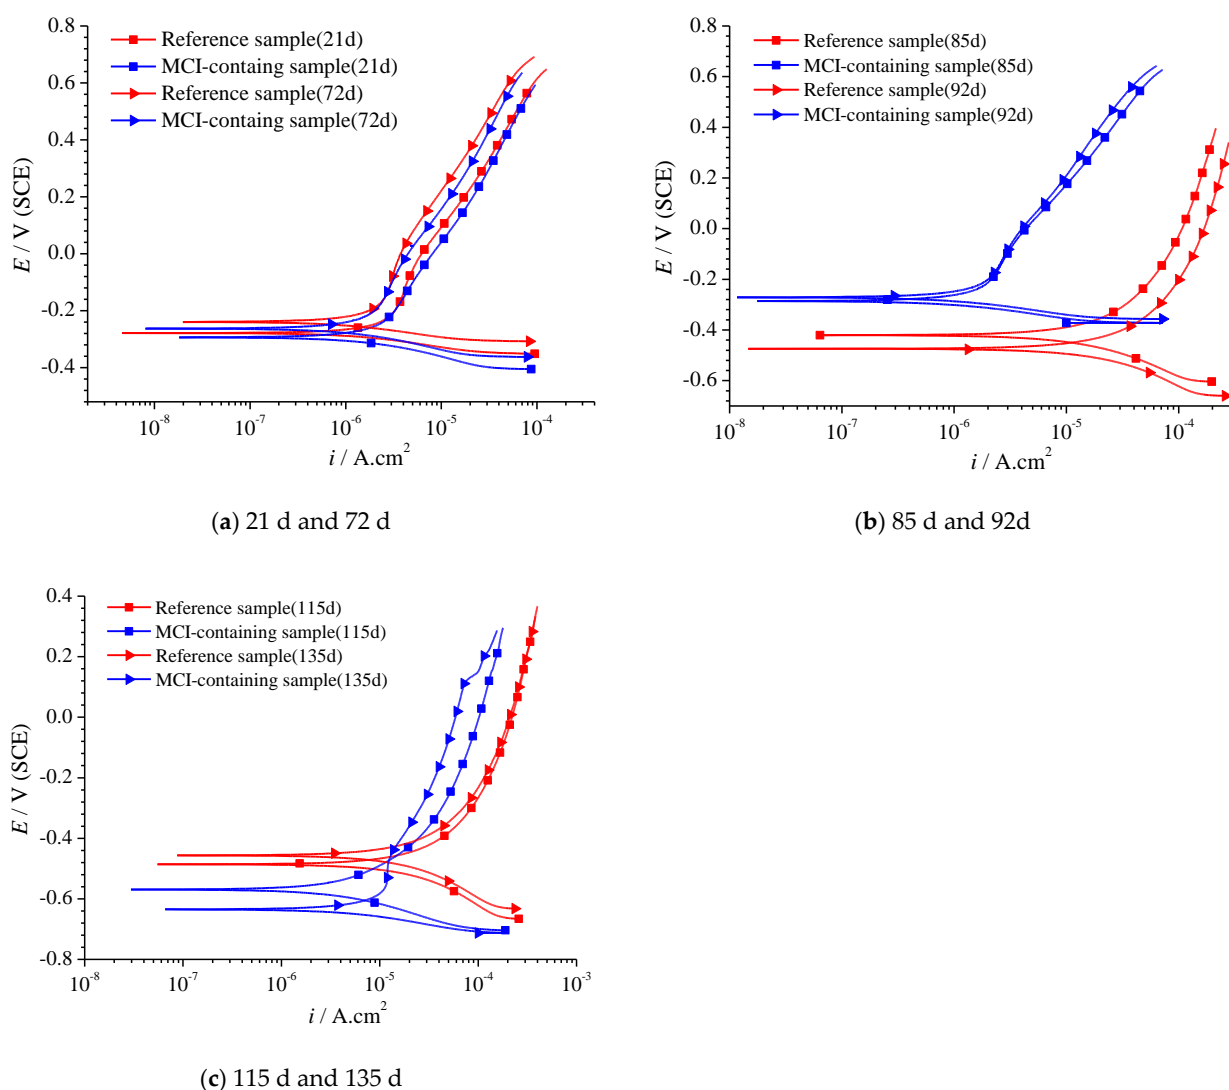 0.8
0.6
0.4
0.2
0.0
-0.2
-0.4
E / V (SCE)
Reference sample(21d)
MCI-containg sample(21d)
Reference sample(72d)
MCI-containg sample(72d)
10-8
10-7
10-6
10-5
10-4
i / A.cm2
(a) 21 d and 72 d
0.8
0.6
0.4
0.2
0.0
-0.2
-0.4
-0.6
E / V (SCE)
Reference sample(85d)
MCI-containing sample(85d)
Reference sample(92d)
MCI-containing sample(92d)
10-8
10-7
10-6
10-5
10-4
i / A.cm2
(b) 85 d and 92d
0.4
0.2
0.0
-0.2
-0.4
-0.6
-0.8
E / V (SCE)
Reference sample(115d)
MCI-containing sample(115d)
Reference sample(135d)
MCI-containing sample(135d)
10-8
10-7
10-6
10-5
10-4
10-3
i / A.cm2
(c) 115 d and 135 d